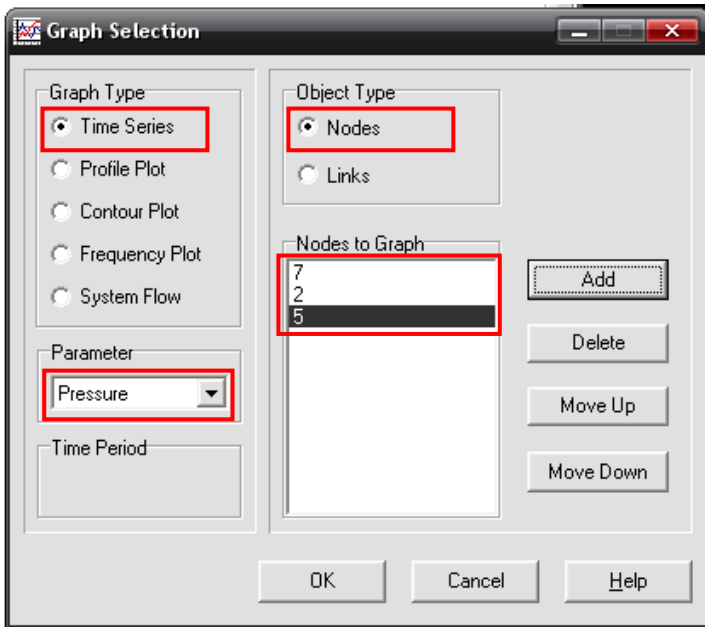 Graph Selection
Graph Type
Time Series
Profile Plot
Contour Plot
Frequency Plot
System Flow
Parameter
Pressure
Time Period
Object Type
Nodes
Links
Nodes to Graph
7
2
5
Add
Delete
Move Up
Move Down
OK
Cancel
Help